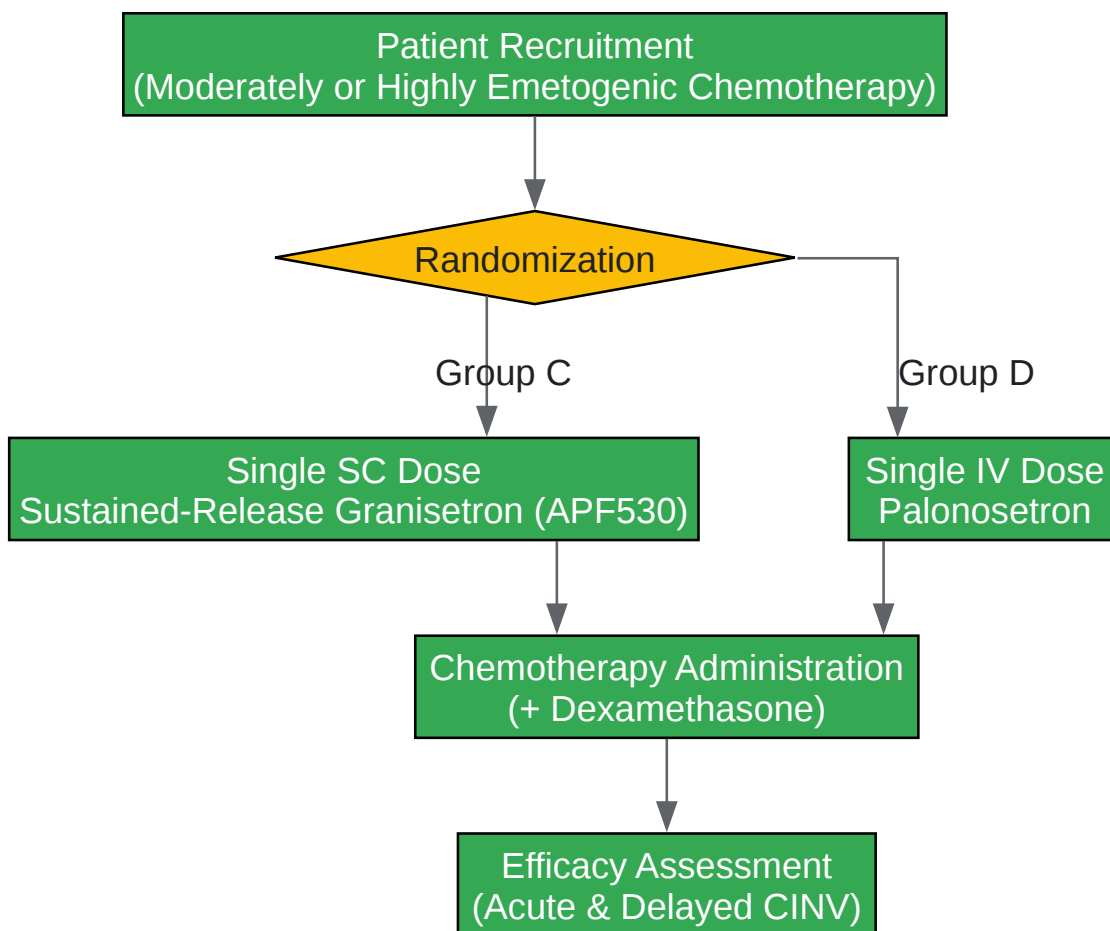 Patient Recruitment
(Moderately or Highly Emetogenic Chemotherapy)
Randomization
Group C
Group D
Single SC Dose
Sustained-Release Granisetron (APF530)
Single IV Dose
Palonosetron
Chemotherapy Administration
(+ Dexamethasone)
Efficacy Assessment
(Acute & Delayed CINV)